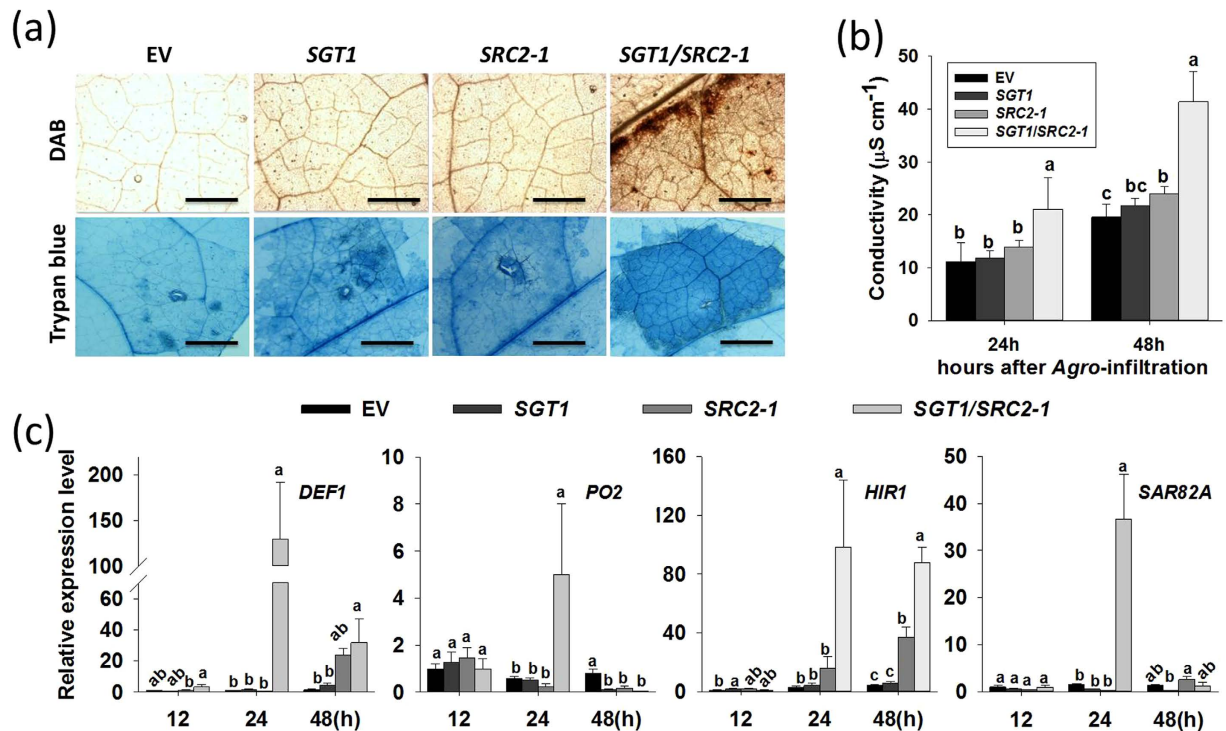 (a)
EV SGT1 SRC2-1 SGT1/SRC2-1
DAB
Trypan blue
(b)
50
40
30
20
10
0
Conductivity (µS cm-1)
EV
SGT1
SRC2-1
SGT1/SRC2-1
b b b a
c bc b a
24h 48h
hours after Agro-infiltration
EV SGT1 SRC2-1 SGT1/SRC2-1
(c)
Relative expression level
DEF1
200
150
100
60
40
20
0
ab ab b a
b b b a
b b ab a
12 24 48(h)
PO2
10
8
6
4
2
0
a a a a
b b b a
a b b b
12 24 48(h)
HIR1
160
120
80
40
0
b a ab ab
b b b a
c c b a
12 24 48(h)
SAR82A
50
40
30
20
10
0
a a a a
b b b a
ab b a ab
12 24 48(h)